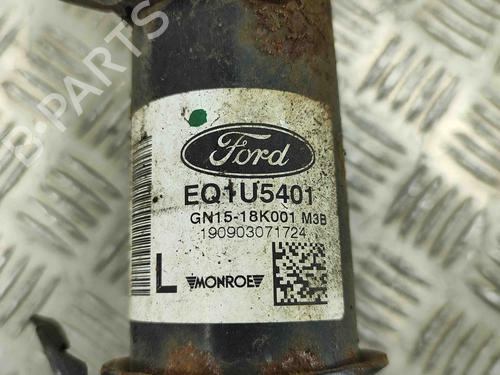 B-PARTS
Ford
EQ1U5401
GN15-18K001 M3B
190903071724
L MONROE